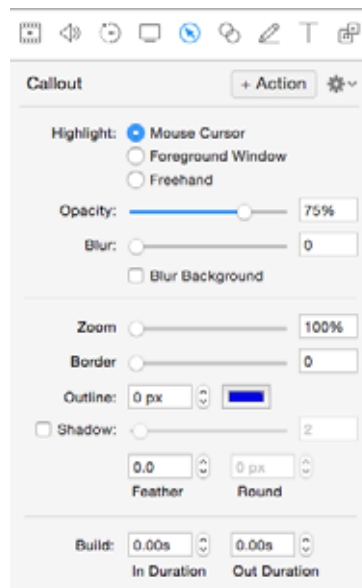 T
Callout + Action
Highlight: Mouse Cursor
Foreground Window
Freehand
Opacity: 75%
Blur: 0
Blur Background
Zoom 100%
Border 0
Outline: 0 px
Shadow: 2
0.0 0 px
Feather Round
Build: 0.00s 0.00s
In Duration Out Duration